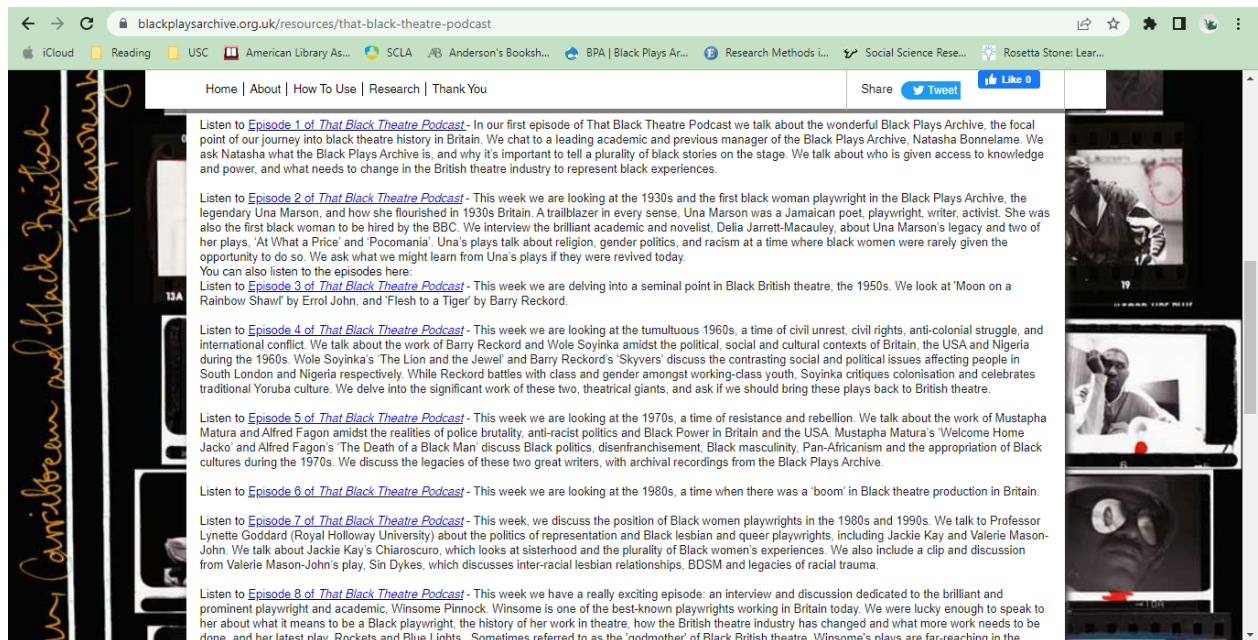 blackplaysarchive.org.uk/resources/that-black-theatre-podcast
iCloud Reading USC American Library As... SCLA AB Anderson's Booksh... BPA | Black Plays Ar... Research Methods i... Social Science Rese... Rosetta Stone: Lear...
Home | About | How To Use | Research | Thank You
Share Tweet Like 0
Listen to Episode 1 of That Black Theatre Podcast - In our first episode of That Black Theatre Podcast we talk about the wonderful Black Plays Archive, the focal
point of our journey into black theatre history in Britain. We chat to a leading academic and previous manager of the Black Plays Archive, Natasha Bonnelame. We
ask Natasha what the Black Plays Archive is, and why it's important to tell a plurality of black stories on the stage. We talk about who is given access to knowledge
and power, and what needs to change in the British theatre industry to represent black experiences.
Listen to Episode 2 of That Black Theatre Podcast - This week we are looking at the 1930s and the first black woman playwright in the Black Plays Archive, the
legendary Una Marson, and how she flourished in 1930s Britain. A trailblazer in every sense, Una Marson was a Jamaican poet, playwright, writer, activist. She was
also the first black woman to be hired by the BBC. We interview the brilliant academic and novelist, Delia Jarrett-Macauley, about Una Marson's legacy and two of
her plays, 'At What a Price' and 'Pocomania'. Una's plays talk about religion, gender politics, and racism at a time where black women were rarely given the
opportunity to do so. We ask what we might learn from Una's plays if they were revived today.
You can also listen to the episodes here:
Listen to Episode 3 of That Black Theatre Podcast - This week we are delving into a seminal point in Black British theatre, the 1950s. We look at 'Moon on a
Rainbow Shawl' by Errol John, and 'Flesh to a Tiger' by Barry Reckord.
Listen to Episode 4 of That Black Theatre Podcast - This week we are looking at the tumultuous 1960s, a time of civil unrest, civil rights, anti-colonial struggle, and
international conflict. We talk about the work of Barry Reckord and Wole Soyinka amidst the political, social and cultural contexts of Britain, the USA and Nigeria
during the 1960s. Wole Soyinka's 'The Lion and the Jewel' and Barry Reckord's 'Skyvers' discuss the contrasting social and political issues affecting people in
South London and Nigeria respectively. While Reckord battles with class and gender amongst working-class youth, Soyinka critiques colonisation and celebrates
traditional Yoruba culture. We delve into the significant work of these two, theatrical giants, and ask if we should bring these plays back to British theatre.
Listen to Episode 5 of That Black Theatre Podcast - This week we are looking at the 1970s, a time of resistance and rebellion. We talk about the work of Mustapha
Matura and Alfred Fagon amidst the realities of police brutality, anti-racist politics and Black Power in Britain and the USA. Mustapha Matura's 'Welcome Home
Jacko' and Alfred Fagon's 'The Death of a Black Man' discuss Black politics, disenfranchisement, Black masculinity, Pan-Africanism and the appropriation of Black
cultures during the 1970s. We discuss the legacies of these two great writers, with archival recordings from the Black Plays Archive.
Listen to Episode 6 of That Black Theatre Podcast - This week we are looking at the 1980s, a time when there was a 'boom' in Black theatre production in Britain.
Listen to Episode 7 of That Black Theatre Podcast - This week, we discuss the position of Black women playwrights in the 1980s and 1990s. We talk to Professor
Lynette Goddard (Royal Holloway University) about the politics of representation and Black lesbian and queer playwrights, including Jackie Kay and Valerie Mason-
John. We talk about Jackie Kay's Chiaroscuro, which looks at sisterhood and the plurality of Black women's experiences. We also include a clip and discussion
from Valerie Mason-John's play, Sin Dykes, which discusses inter-racial lesbian relationships, BDSM and legacies of racial trauma.
Listen to Episode 8 of That Black Theatre Podcast - This week we have a really exciting episode: an interview and discussion dedicated to the brilliant and
prominent playwright and academic, Winsome Pinnock. Winsome is one of the best-known playwrights working in Britain today. We were lucky enough to speak to
her about what it means to be a Black playwright, the history of her work in theatre, how the British theatre industry has changed and what more work needs to be
done, and her latest play, Rockets and Blue Lights. Sometimes referred to as the 'godmother' of Black British theatre, Winsome's plays are far-reaching in the
Carribbean and black British
13A
19